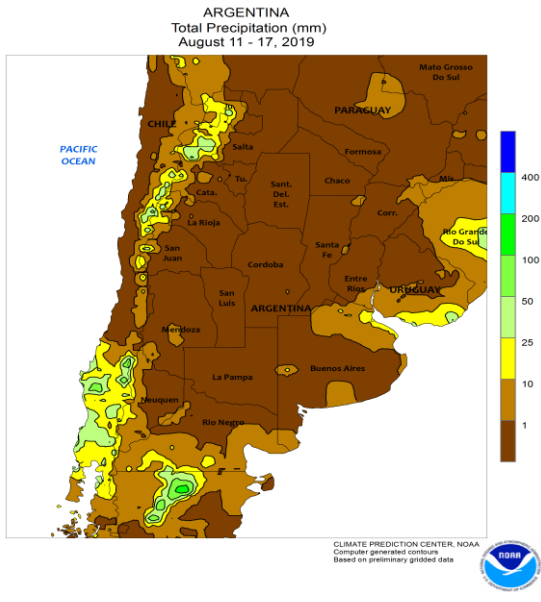 ARGENTINA
Total Precipitation (mm)
August 11 - 17, 2019
Mato Grosso
Do Sul
PARAGUAY
CHILE
PACIFIC
OCEAN
Salta
Formosa
Tu.
Chaco
Mis.
Cata.
Sant.
Del.
Est.
Corr.
La Rioja
Rio Grande
Do Sul
San
Juan
Santa
Fe
Cordoba
Entre
Rios
URUGUAY
San
Luis
ARGENTINA
Mendoza
La Pampa
Buenos Aires
Neuquen
Rio Negro
400
200
100
50
25
10
1
CLIMATE PREDICTION CENTER, NOAA
Computer generated contours
Based on preliminary gridded data
NOAA